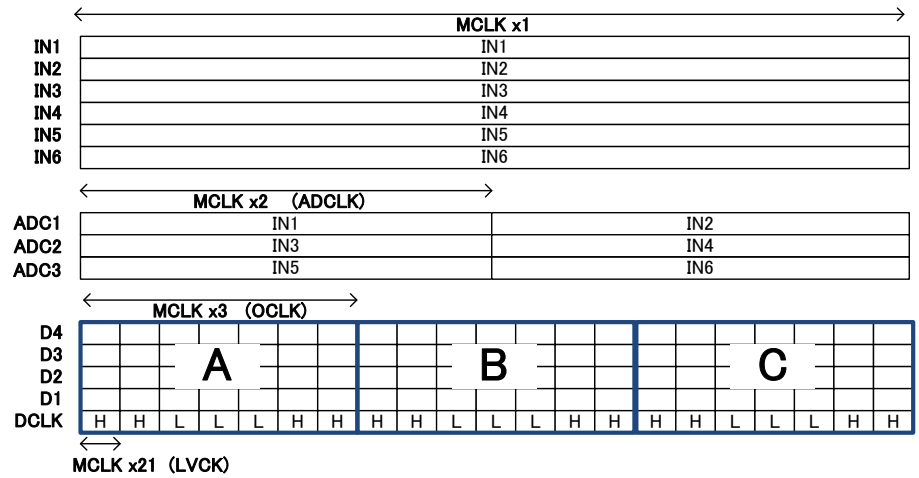 MCLK x1
IN1 IN1
IN2 IN2
IN3 IN3
IN4 IN4
IN5 IN5
IN6 IN6
MCLK x2 (ADCLK)
ADC1 IN1 IN2
ADC2 IN3 IN4
ADC3 IN5 IN6
MCLK x3 (OCLK)
D4
D3
A B C
D2
D1
DCLK H H L L L H H H H L L L H H H H L L L H H
MCLK x21 (LVCK)